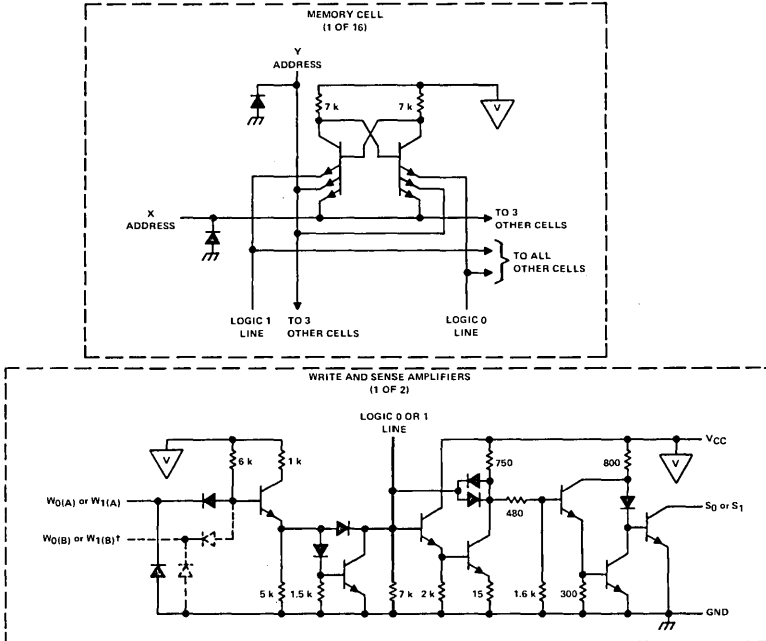 MEMORY CELL
(1 OF 16)
Y
ADDRESS
7 k
7 k
V
X
ADDRESS
TO 3
OTHER CELLS
TO ALL
OTHER CELLS
LOGIC 1
LINE
TO 3
OTHER CELLS
LOGIC 0
LINE
WRITE AND SENSE AMPLIFIERS
(1 OF 2)
LOGIC 0 OR 1
LINE
V
6 k
1 k
750
800
VCC
V
W0(A) or W1(A)
480
S0 or S1
W0(B) or W1(B)†
5 k
1.5 k
7 k
2 k
15
1.6 k
300
GND